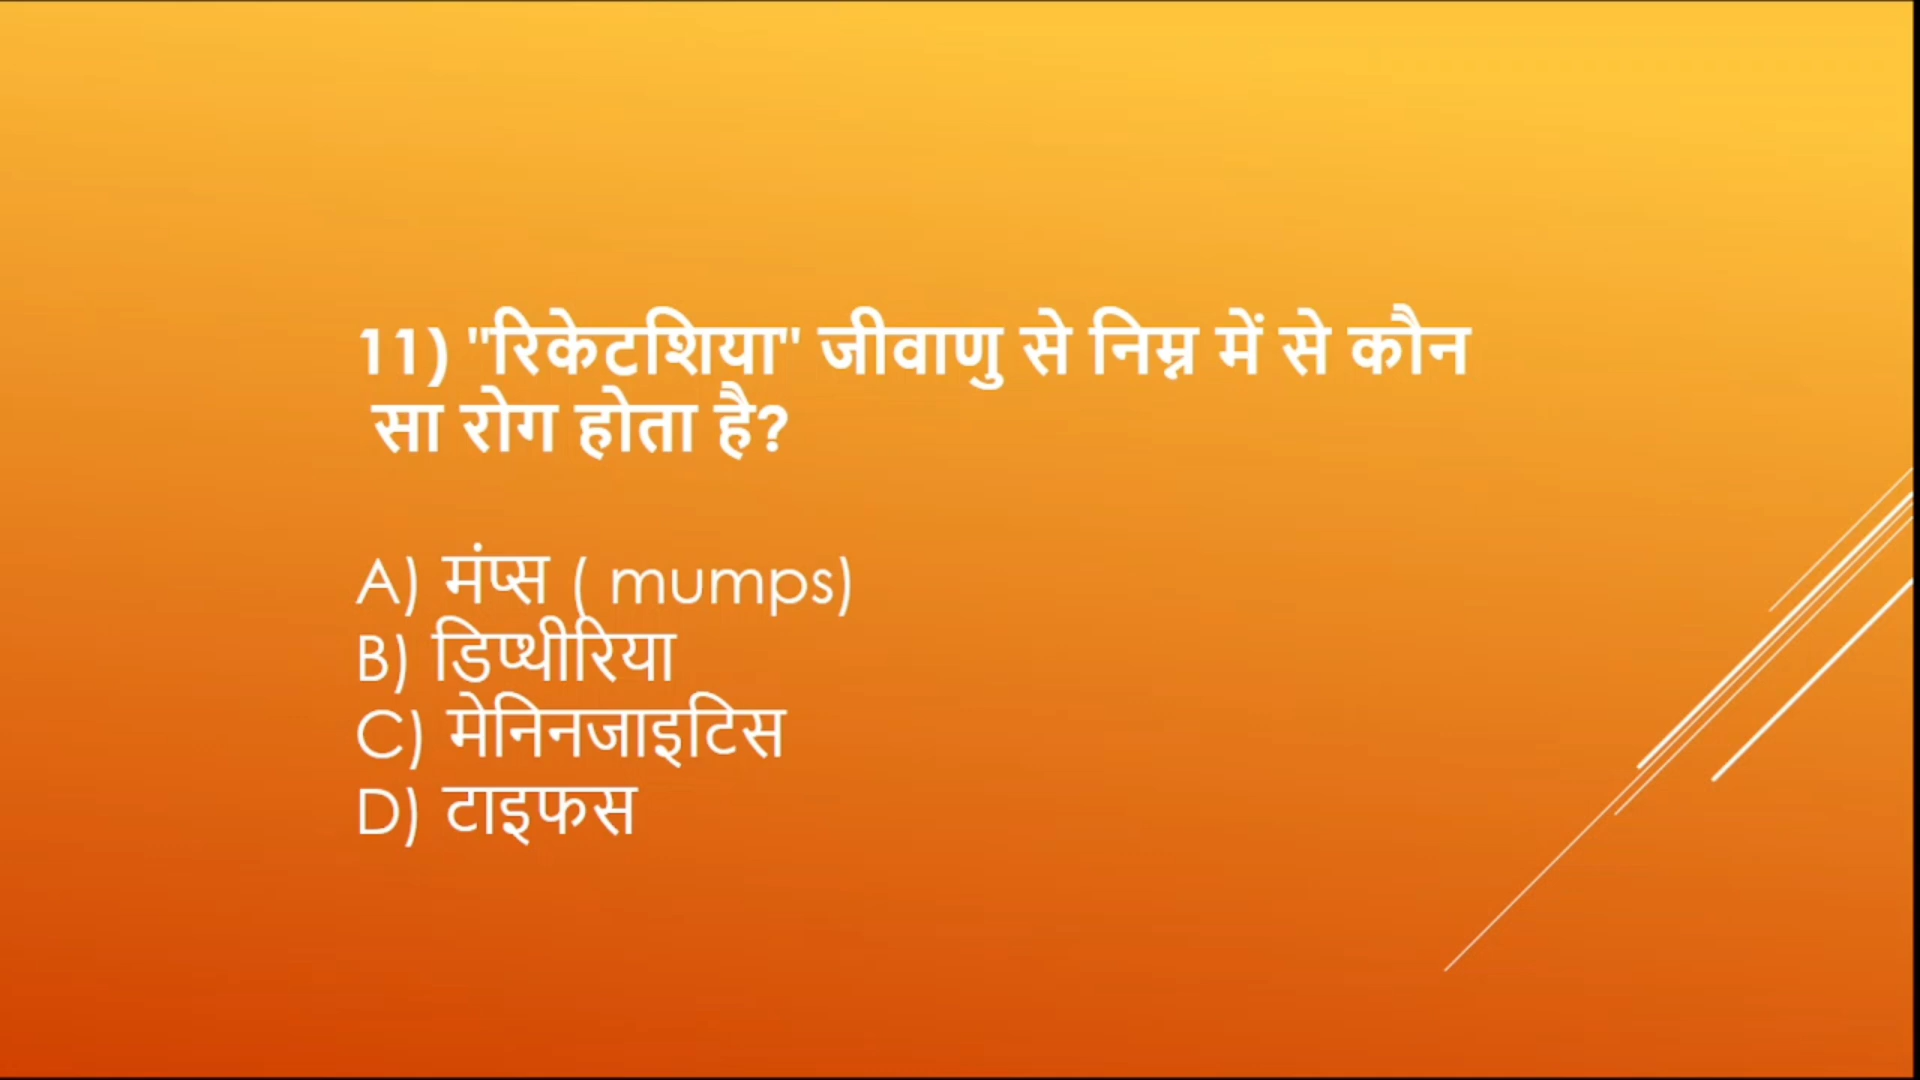 11) "रिकेटशिया" जीवाणु से निम्न में से कौन
सा रोग होता है?
A) मंप्स ( mumps)
B) डिप्थीरिया
C) मेनिनजाइटिस
D) टाइफस